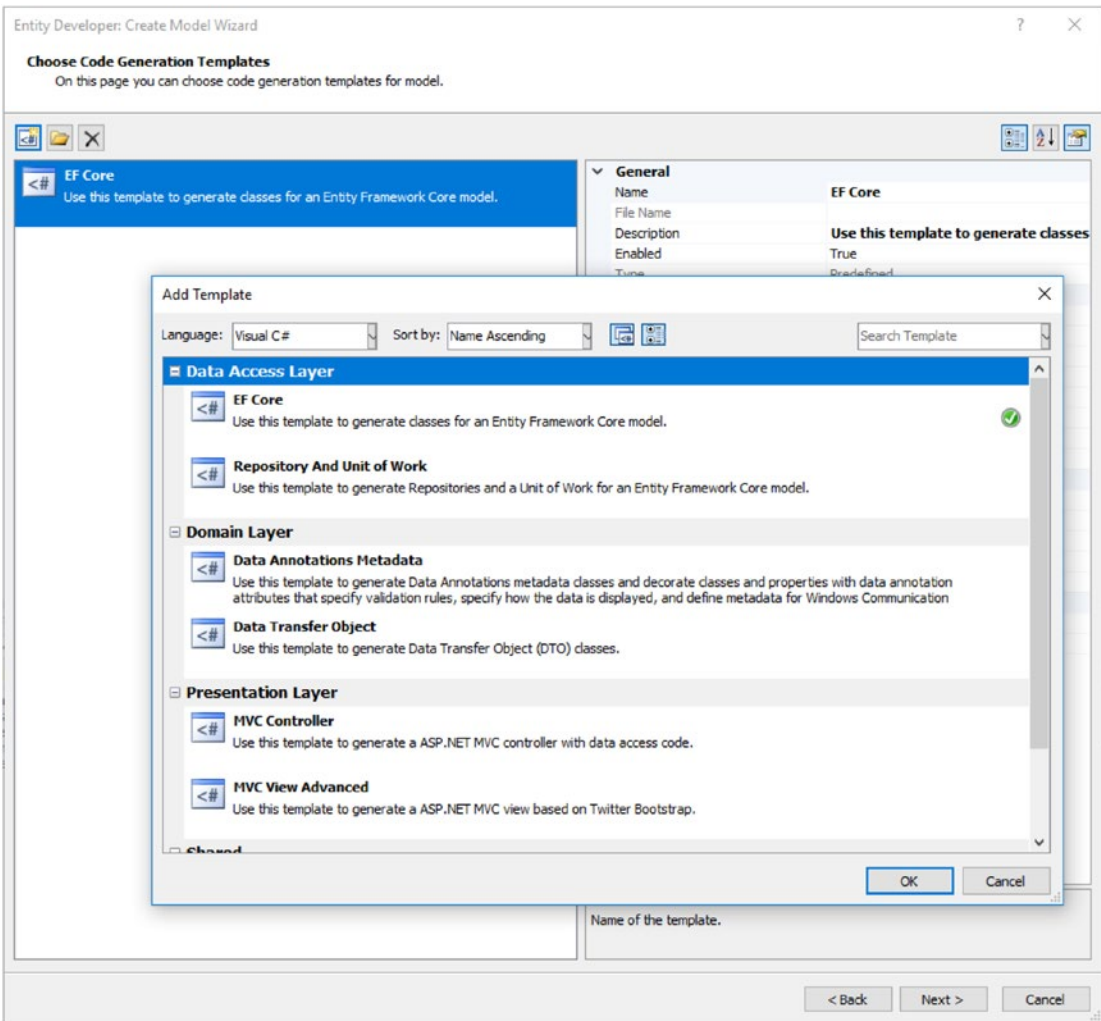 Entity Developer: Create Model Wizard
Choose Code Generation Templates
On this page you can choose code generation templates for model.
EF Core
Use this template to generate classes for an Entity Framework Core model.
General
Name EF Core
File Name
Description Use this template to generate classes
Enabled True
Type Predefined
Add Template
Language: Visual C# Sort by: Name Ascending Search Template
Data Access Layer
EF Core
Use this template to generate classes for an Entity Framework Core model.
Repository And Unit of Work
Use this template to generate Repositories and a Unit of Work for an Entity Framework Core model.
Domain Layer
Data Annotations Metadata
Use this template to generate Data Annotations metadata classes and decorate classes and properties with data annotation
attributes that specify validation rules, specify how the data is displayed, and define metadata for Windows Communication
Data Transfer Object
Use this template to generate Data Transfer Object (DTO) classes.
Presentation Layer
MVC Controller
Use this template to generate a ASP.NET MVC controller with data access code.
MVC View Advanced
Use this template to generate a ASP.NET MVC view based on Twitter Bootstrap.
Shared
OK Cancel
Name of the template.
< Back Next > Cancel